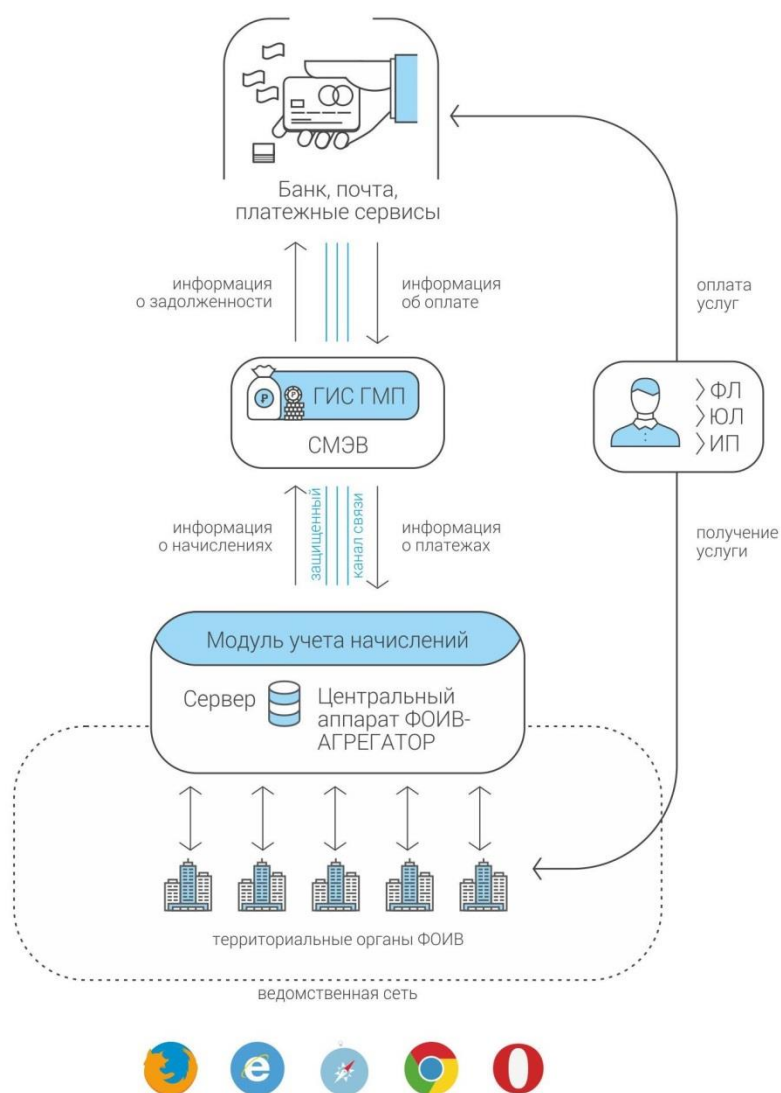 Банк, почта,
платежные сервисы
информация
о задолженности
информация
об оплате
оплата
услуг
₽
ГИС ГМП
СМЭВ
ФЛ
ЮЛ
ИП
информация
о начислениях
защищенный
канал связи
информация
о платежах
получение
услуги
Модуль учета начислений
Сервер
Центральный
аппарат ФОИВ-
АГРЕГАТОР
территориальные органы ФОИВ
ведомственная сеть